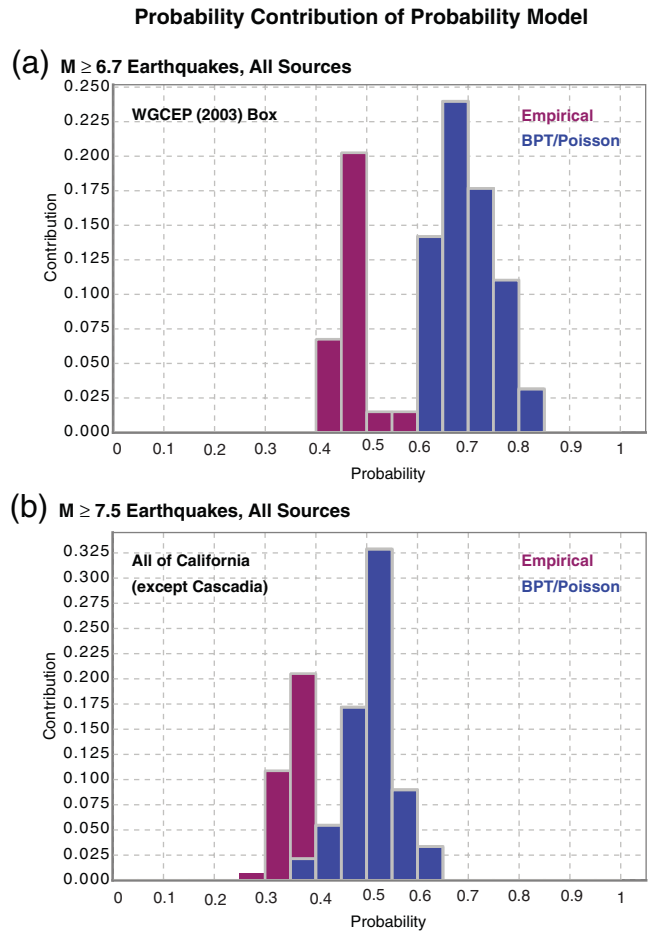 Probability Contribution of Probability Model
(a) M ≥ 6.7 Earthquakes, All Sources
0.250
0.225
0.200
0.175
0.150
0.125
0.100
0.075
0.050
0.025
0.000
Contribution
WGCEP (2003) Box
Empirical
BPT/Poisson
0 0.1 0.2 0.3 0.4 0.5 0.6 0.7 0.8 0.9 1
Probability
(b) M ≥ 7.5 Earthquakes, All Sources
0.325
0.300
0.275
0.250
0.225
0.200
0.175
0.150
0.125
0.100
0.075
0.050
0.025
0.000
Contribution
All of California
(except Cascadia)
Empirical
BPT/Poisson
0 0.1 0.2 0.3 0.4 0.5 0.6 0.7 0.8 0.9 1
Probability